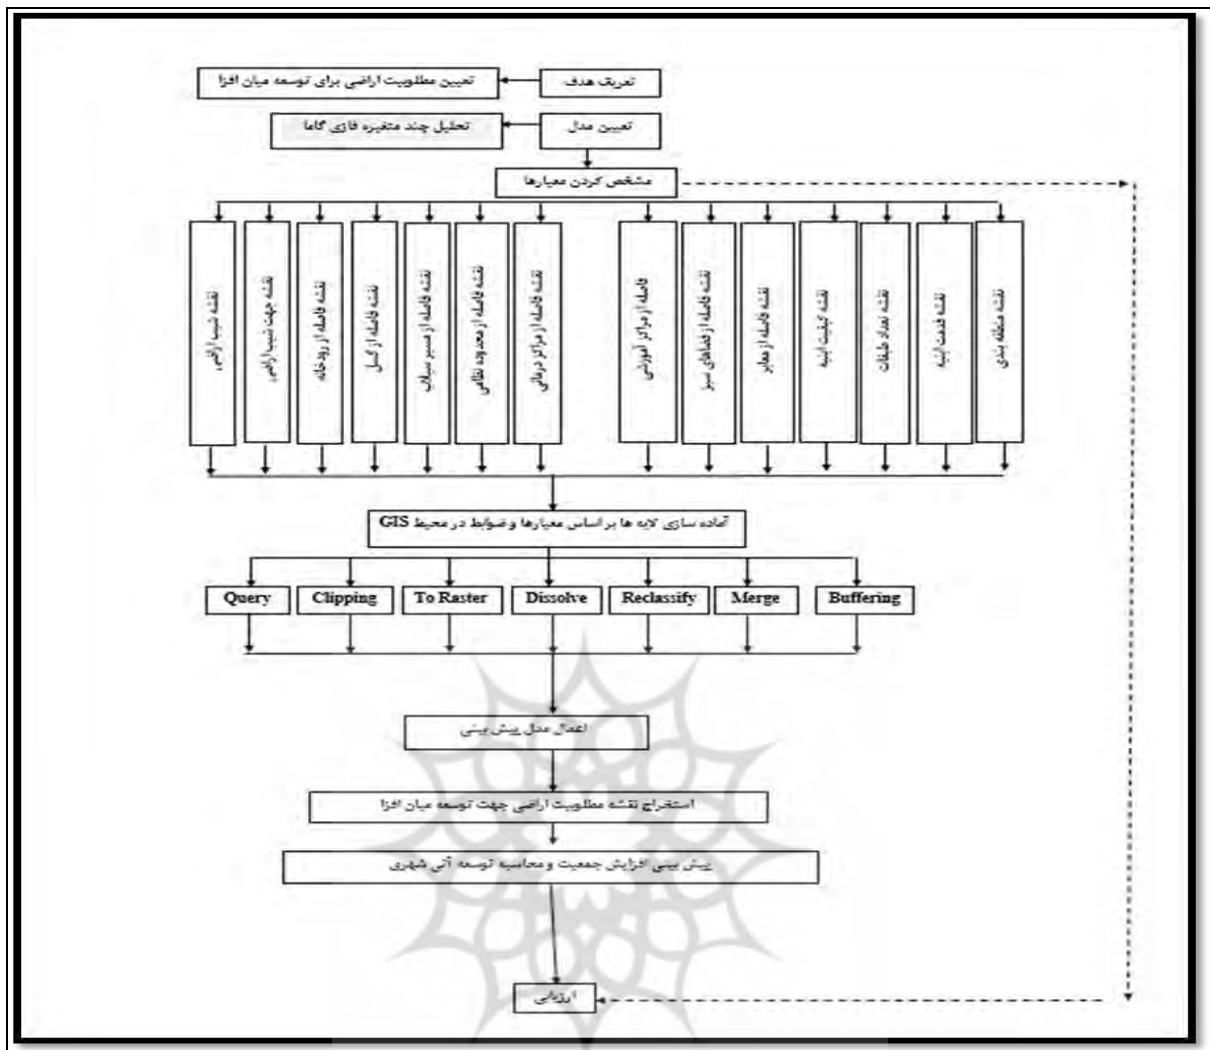 تعریف هدف
تعیین مطلوبیت اراضی برای توسعه میان افزا
تعیین مدل
تحلیل چند متغیره فازی گاما
مشخص کردن معیارها
نقشه منطقه بندی
نقشه قدمت ابنیه
نقشه تعداد طبقات
نقشه کیفیت ابنیه
نقشه فاصله از معابر
نقشه فاصله از فضاهای سبز
فاصله از مراکز آموزشی
نقشه فاصله از مراکز درمانی
نقشه فاصله از محدوده نظامی
نقشه فاصله از مسیر سیلاب
نقشه فاصله از گسل
نقشه فاصله از رودخانه
نقشه جهت شیب اراضی
نقشه شیب اراضی
آماده سازی لایه ها بر اساس معیارها و ضوابط در محیط GIS
Query
Clipping
To Raster
Dissolve
Reclassify
Merge
Buffering
اعمال مدل پیش بینی
استخراج نقشه مطلوبیت اراضی جهت توسعه میان افزا
پیش بینی افزایش جمعیت و محاسبه توسعه آتی شهری
ارزیابی